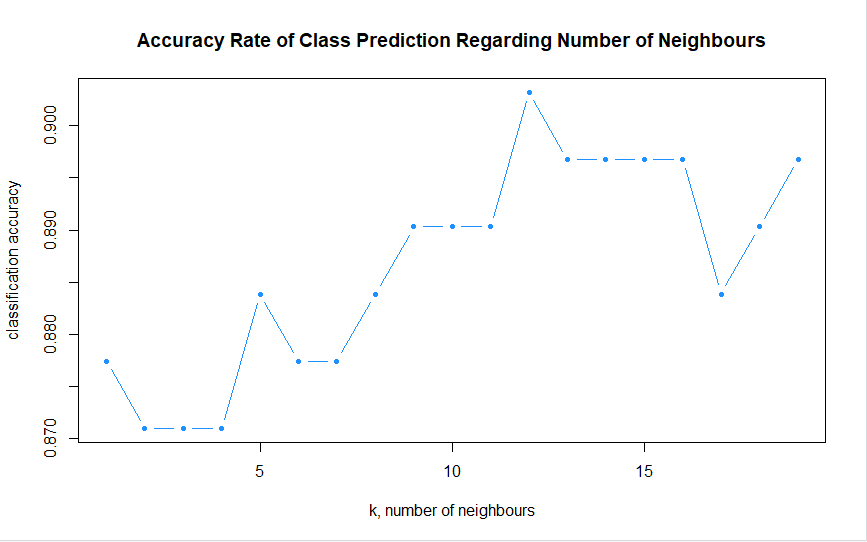 Accuracy Rate of Class Prediction Regarding Number of Neighbours
classification accuracy
0.900
0.890
0.880
0.870
5 10 15
k, number of neighbours